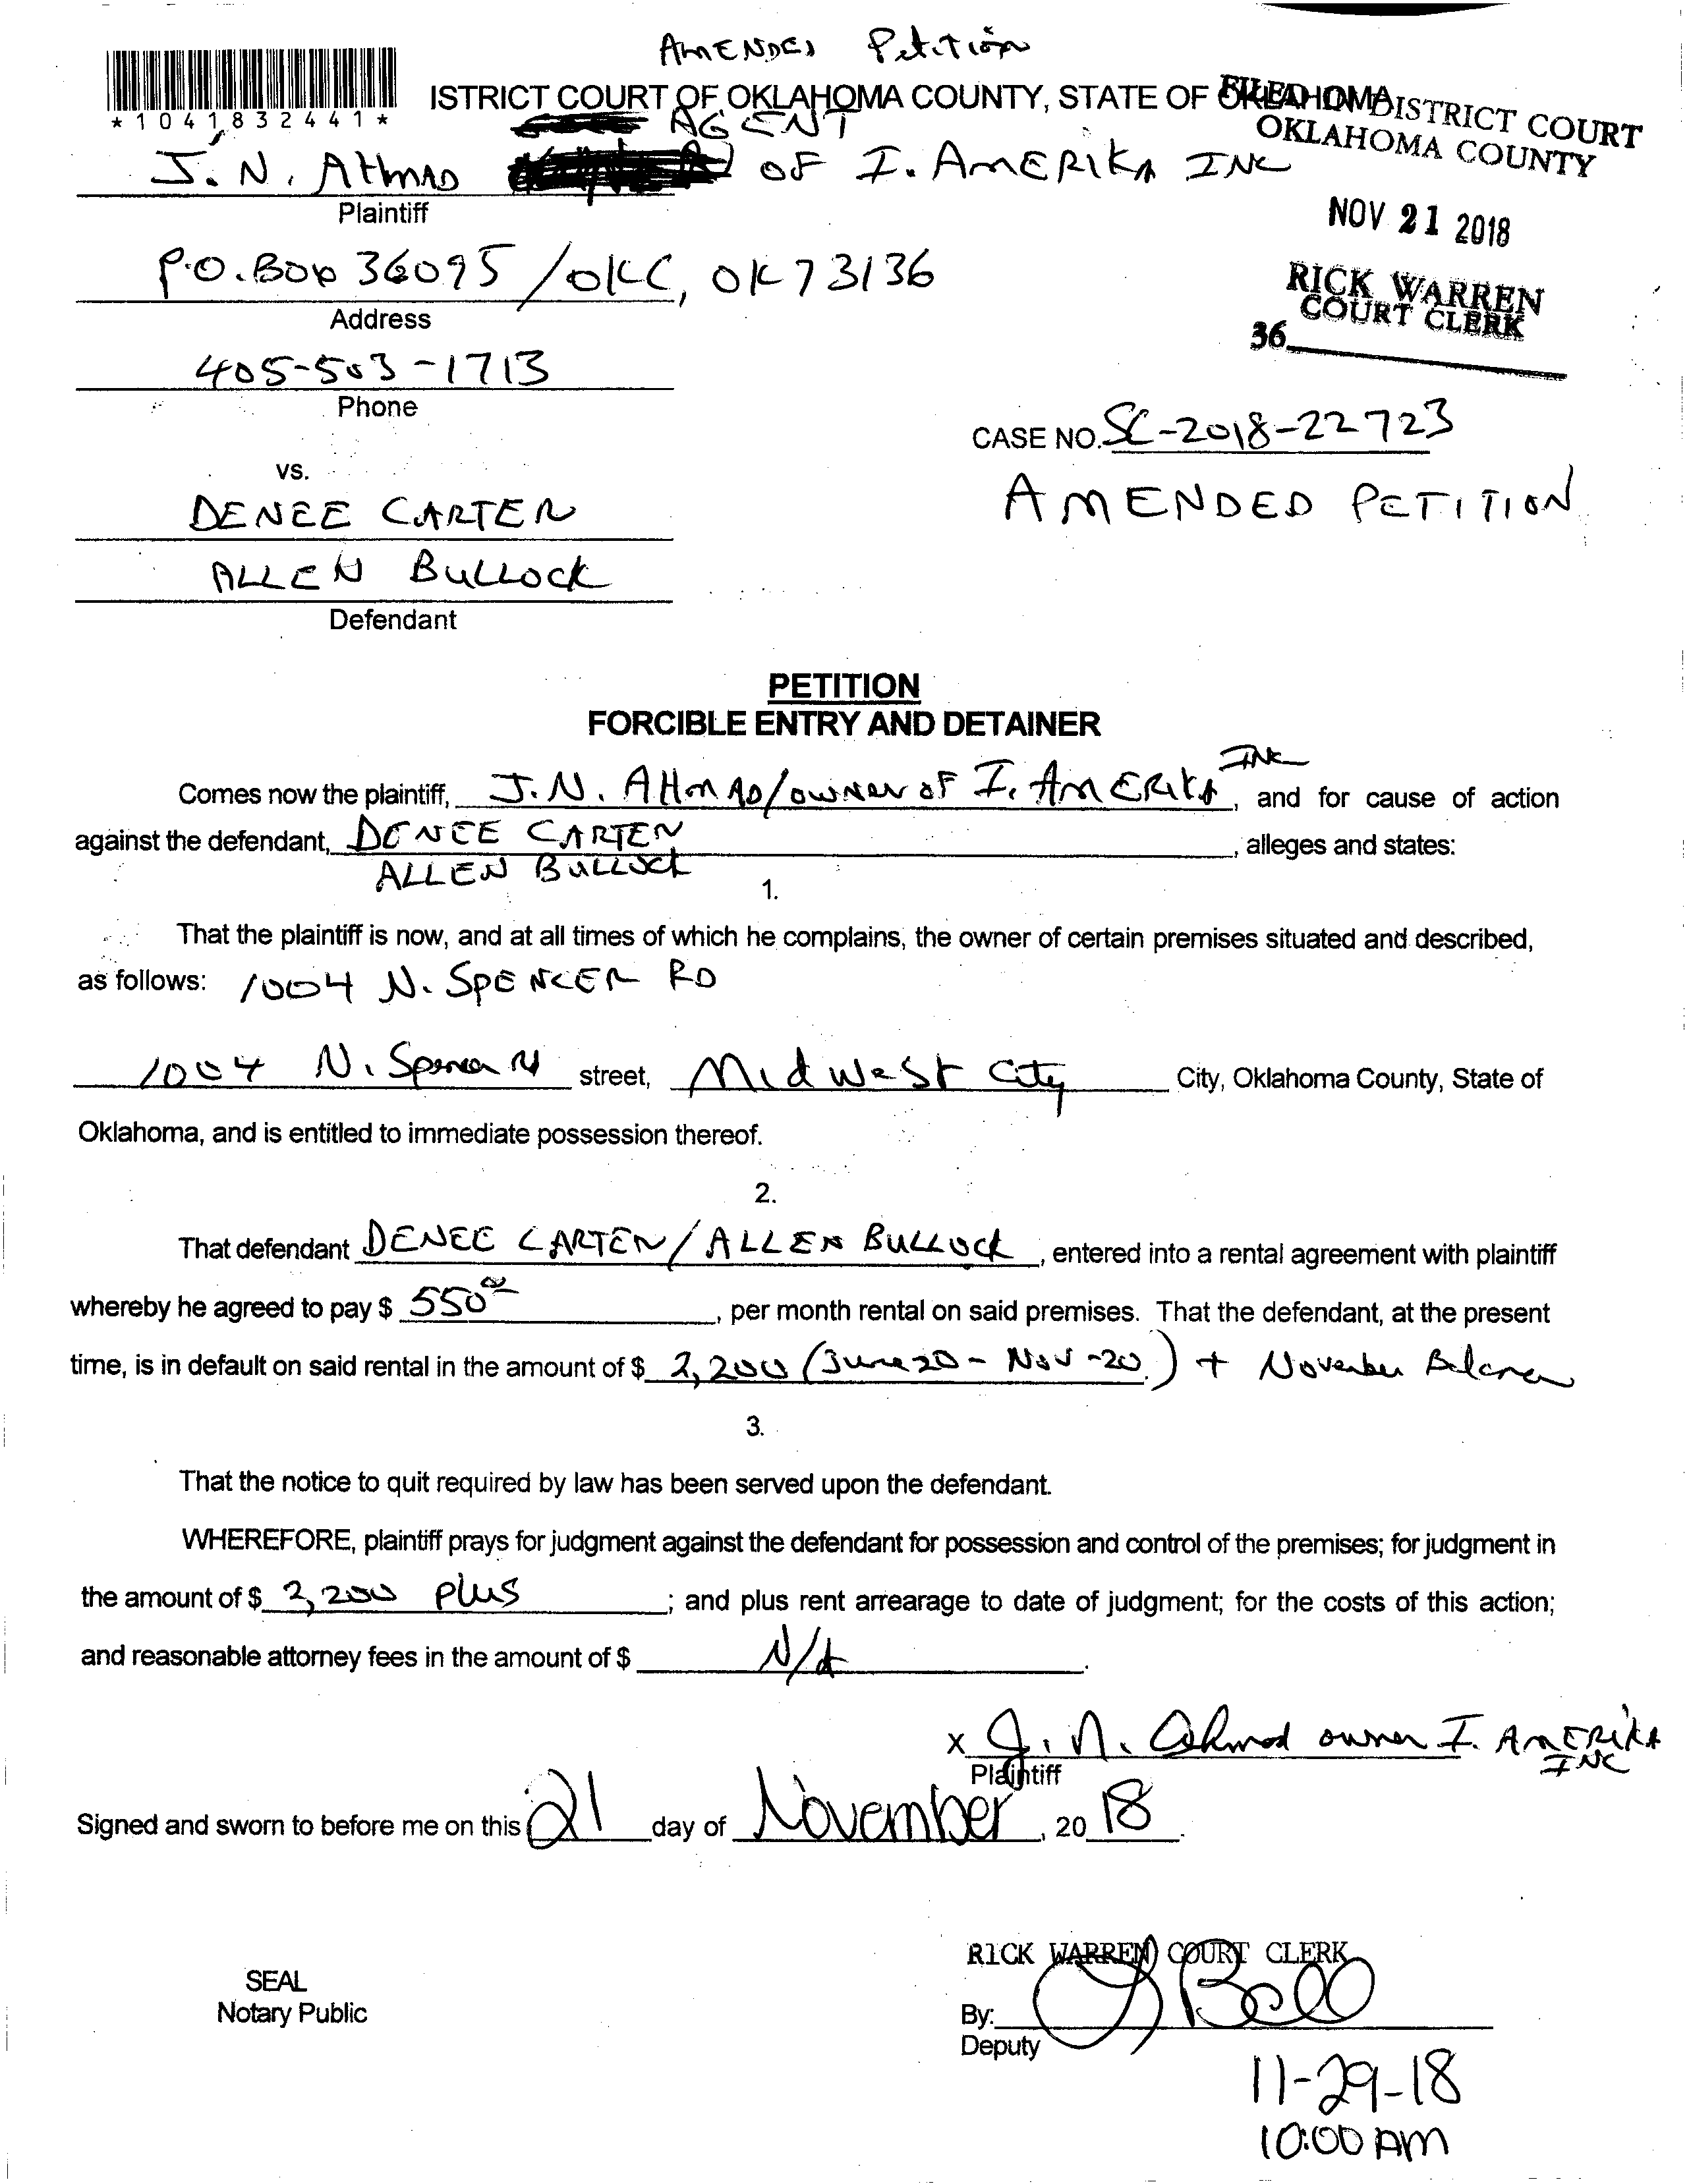 AMENDED Petition
*1041832441*
ISTRICT COURT OF OKLAHOMA COUNTY, STATE OF OKLAHOMA
FILED IN DISTRICT COURT
OKLAHOMA COUNTY
AGENT
J. N. AHMAD OF I. AMERIKA INC
Plaintiff
NOV 21 2018
P.O. Box 36095 / OKC, OK 73136
Address
RICK WARREN
COURT CLERK
36
405-503-1713
Phone
CASE NO. SC-2018-22723
vs.
AMENDED PETITION
DENEE CARTER
ALLEN BULLOCK
Defendant
PETITION
FORCIBLE ENTRY AND DETAINER
Comes now the plaintiff, J. N. AHMAD/owner OF I. AMERIKA INC, and for cause of action
against the defendant, DENEE CARTER, alleges and states:
ALLEN BULLOCK
1.
That the plaintiff is now, and at all times of which he complains, the owner of certain premises situated and described,
as follows: 1004 N. SPENCER RD
1004 N. Spencer Rd street, Midwest City City, Oklahoma County, State of
Oklahoma, and is entitled to immediate possession thereof.
2.
That defendant DENEE CARTER / ALLEN BULLOCK, entered into a rental agreement with plaintiff
whereby he agreed to pay $ 550 00, per month rental on said premises. That the defendant, at the present
time, is in default on said rental in the amount of $ 2,200 (June 20 - Nov-20.) + November Balance
3.
That the notice to quit required by law has been served upon the defendant.
WHEREFORE, plaintiff prays for judgment against the defendant for possession and control of the premises; for judgment in
the amount of $ 2,200 plus; and plus rent arrearage to date of judgment; for the costs of this action;
and reasonable attorney fees in the amount of $ N/A.
x J. N. Ahmad owner I. AMERIKA INC
Plaintiff
Signed and sworn to before me on this 21 day of November, 20 18.
RICK WARREN COURT CLERK
SEAL
Notary Public
By: J Bell
Deputy
11-29-18
10:00 AM